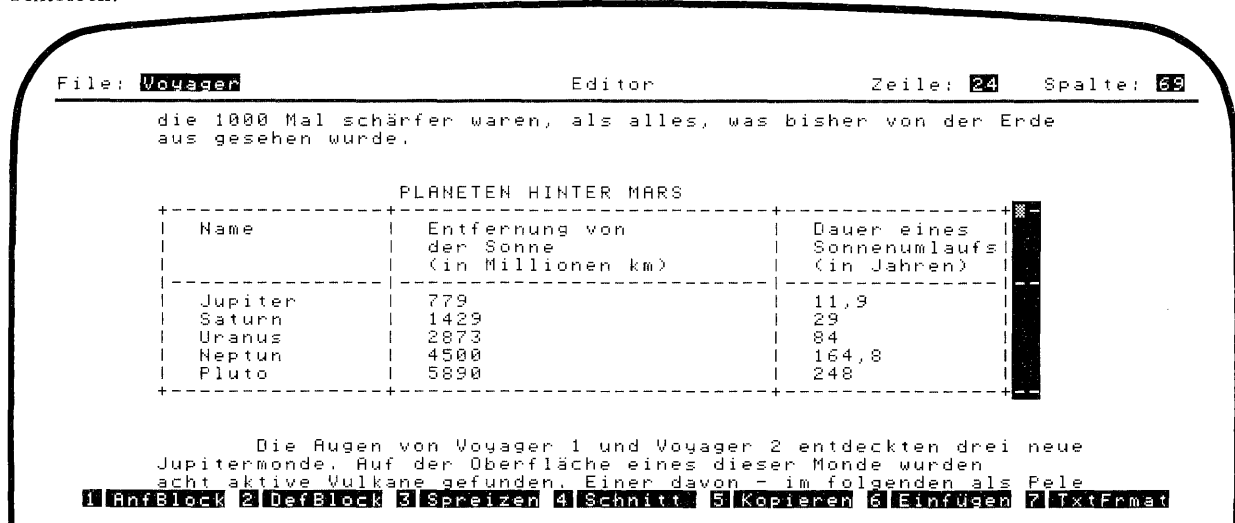 File: Voyager Editor Zeile: 24 Spalte: 69
die 1000 Mal schärfer waren, als alles, was bisher von der Erde
aus gesehen wurde.
PLANETEN HINTER MARS
Name Entfernung von Dauer eines
der Sonne Sonnenumlaufs
(in Millionen km) (in Jahren)
Jupiter 779 11,9
Saturn 1429 29
Uranus 2873 84
Neptun 4500 164,8
Pluto 5890 248
Die Augen von Voyager 1 und Voyager 2 entdeckten drei neue
Jupitermonde. Auf der Oberfläche eines dieser Monde wurden
acht aktive Vulkane gefunden. Einer davon - im folgenden als Pele
1 AnfBlock 2 DefBlock 3 Spreizen 4 Schnitt 5 Kopieren 6 Einfügen 7 TxtFrmat